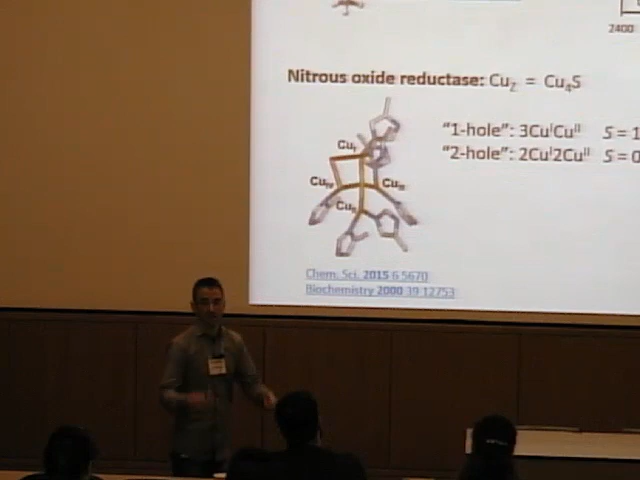 2400
Nitrous oxide reductase: CuZ = Cu4S
"1-hole": 3CuICuII S = 1
"2-hole": 2CuI2CuII S = 0
CuI
CuIV CuIII
CuII
Chem. Sci. 2015 6 5670
Biochemistry 2000 39 12753